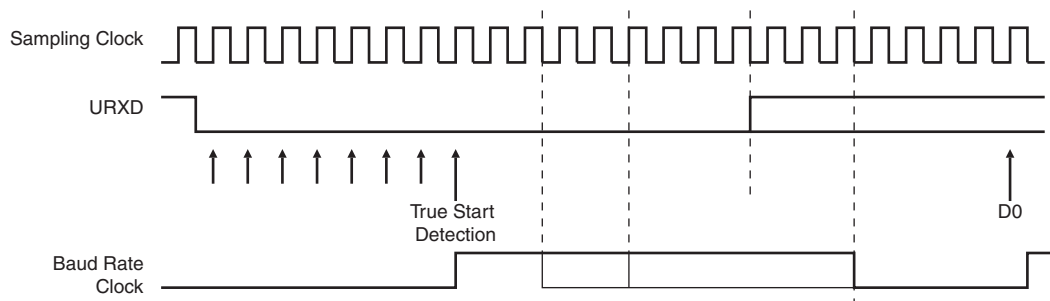 Sampling Clock
URXD
True Start
Detection
D0
Baud Rate
Clock